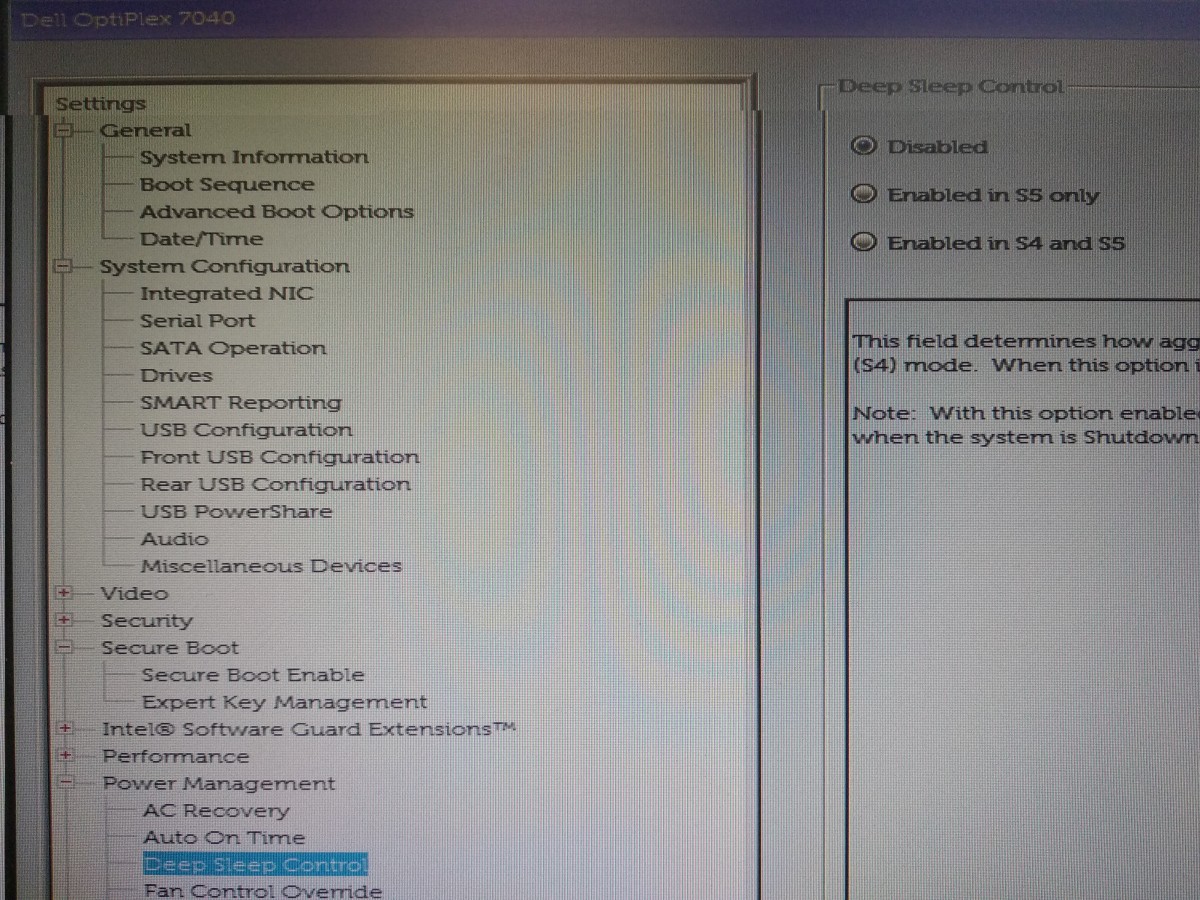 Dell OptiPlex 7040
Settings
General
System Information
Boot Sequence
Advanced Boot Options
Date/Time
System Configuration
Integrated NIC
Serial Port
SATA Operation
Drives
SMART Reporting
USB Configuration
Front USB Configuration
Rear USB Configuration
USB PowerShare
Audio
Miscellaneous Devices
Video
Security
Secure Boot
Secure Boot Enable
Expert Key Management
Intel® Software Guard Extensions™
Performance
Power Management
AC Recovery
Auto On Time
Deep Sleep Control
Fan Control Override
Deep Sleep Control
Disabled
Enabled in S5 only
Enabled in S4 and S5
This field determines how agg
(S4) mode. When this option i
Note: With this option enable
when the system is Shutdown